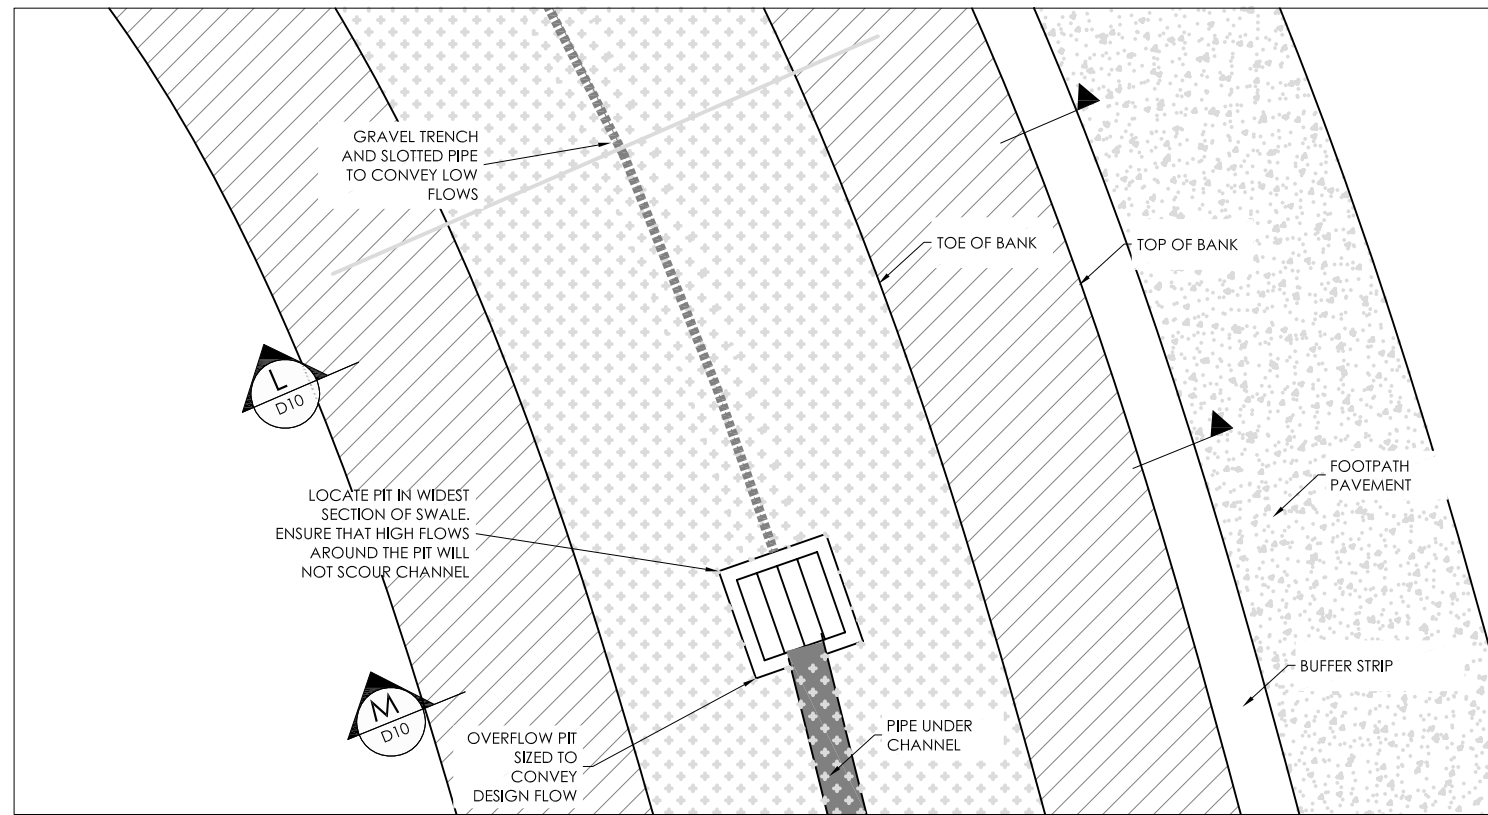 GRAVEL TRENCH
AND SLOTTED PIPE
TO CONVEY LOW
FLOWS
TOE OF BANK
TOP OF BANK
L
D10
LOCATE PIT IN WIDEST
SECTION OF SWALE.
ENSURE THAT HIGH FLOWS
AROUND THE PIT WILL
NOT SCOUR CHANNEL
FOOTPATH
PAVEMENT
BUFFER STRIP
M
D10
OVERFLOW PIT
SIZED TO
CONVEY
DESIGN FLOW
PIPE UNDER
CHANNEL